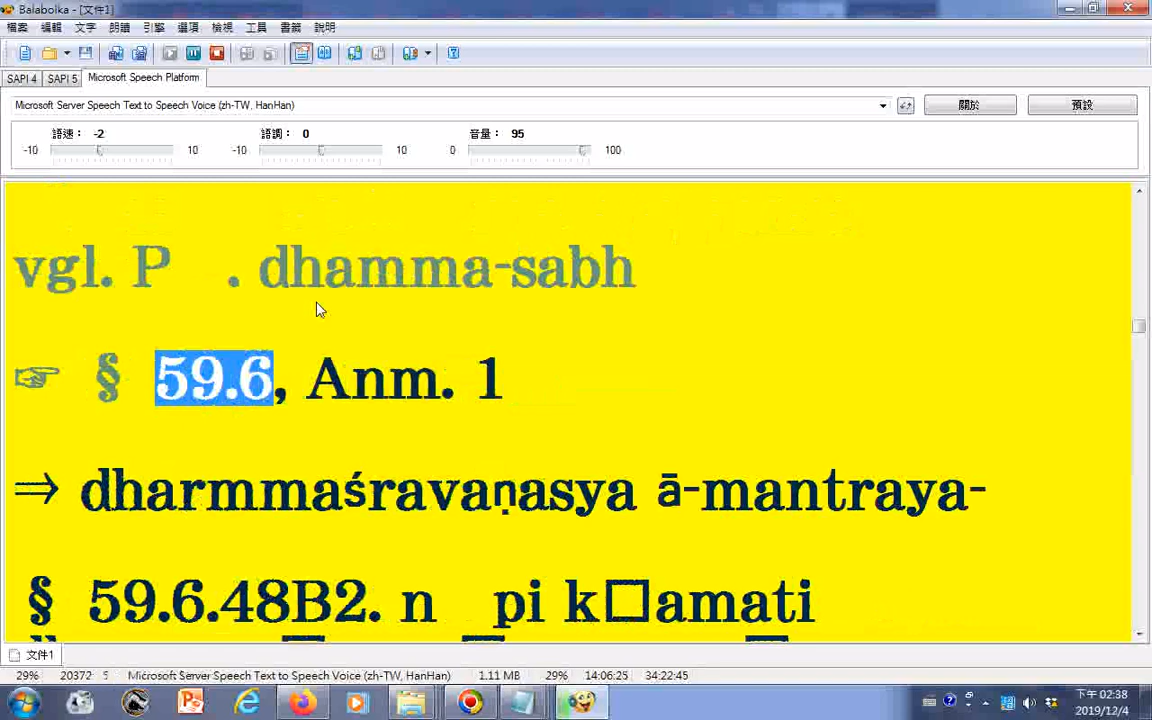 Balabolka - [文件1]
檔案 編輯 文字 朗讀 引擎 選項 檢視 工具 書籤 說明
SAPI 4 SAPI 5 Microsoft Speech Platform
Microsoft Server Speech Text to Speech Voice (zh-TW, HanHan) 關於 預設
語速： -2 語調： 0 音量： 95
-10 10 -10 10 0 100
vgl. P . dhamma-sabh
☞ § 59.6, Anm. 1
⇒ dharmmaśravaṇasya ā-mantraya-
§ 59.6.48B2. n pi k□amati
文件1
29% 20372 Microsoft Server Speech Text to Speech Voice (zh-TW, HanHan) 1.11 MB 29% 14:06:25 34:22:45
下午 02:38
2019/12/4